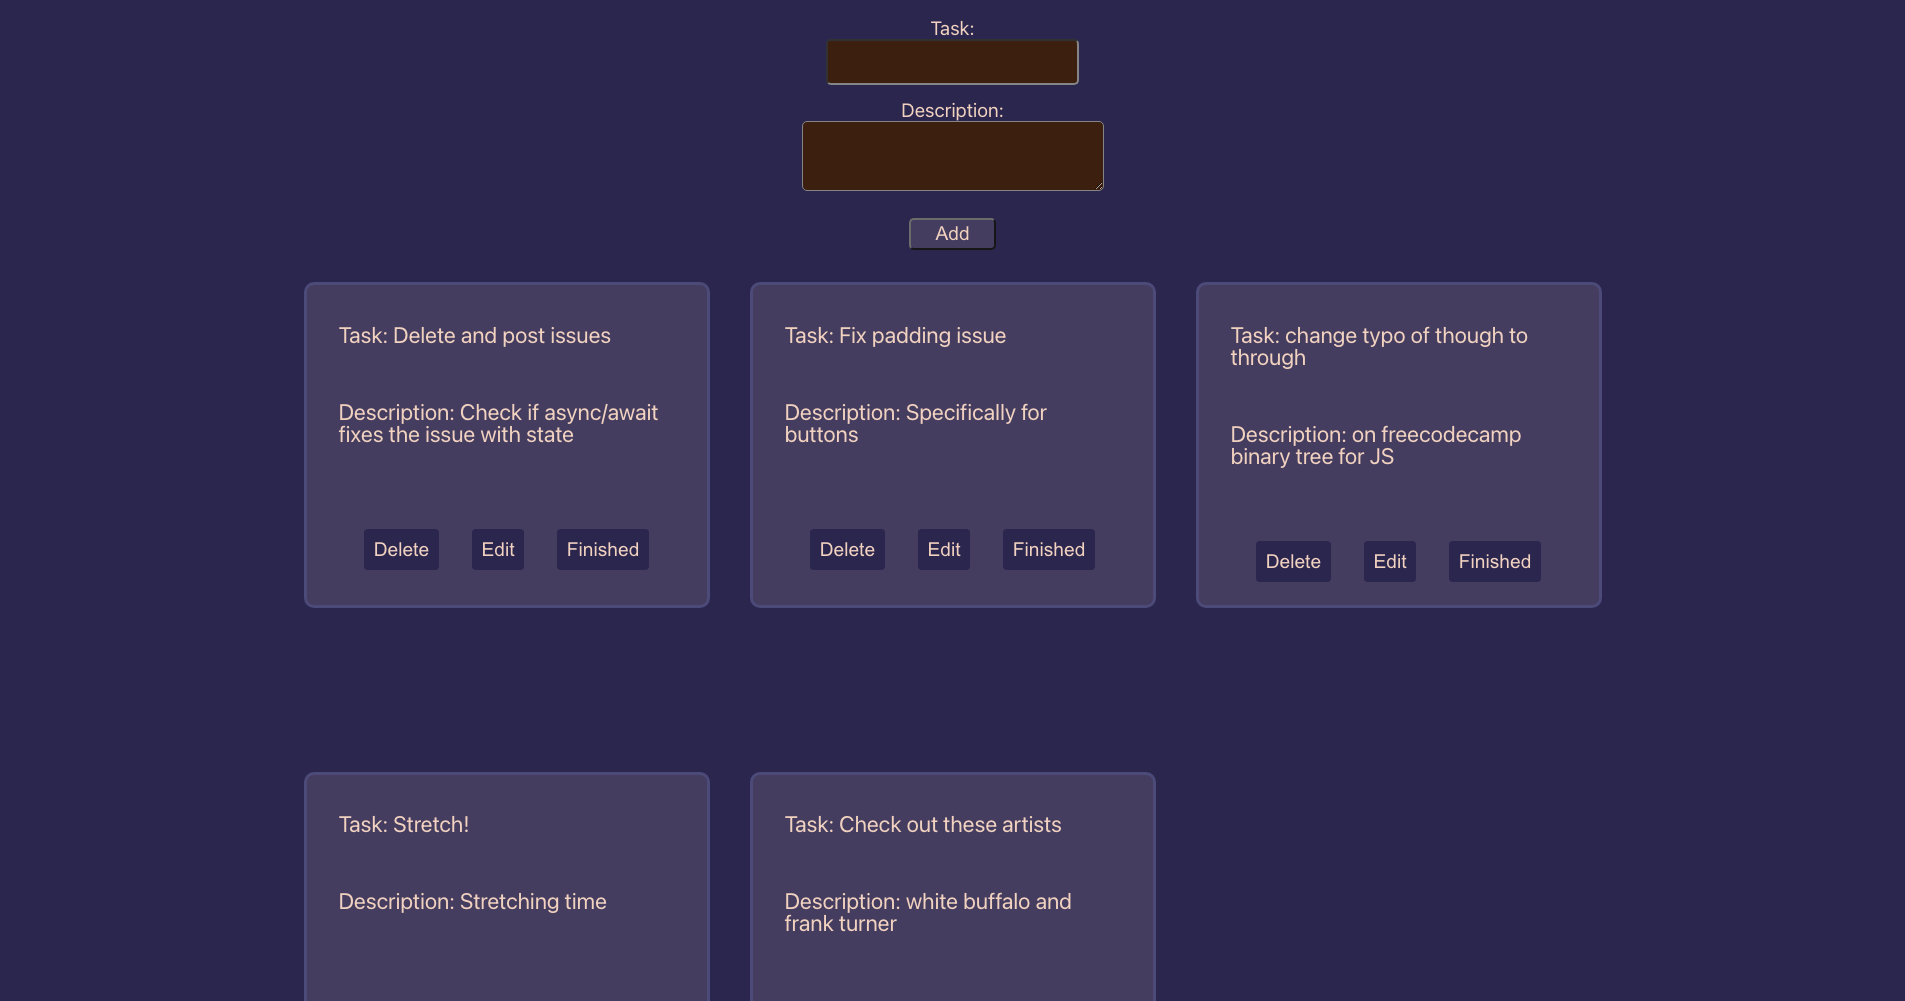 Task:
Description:
Add
Task: Delete and post issues
Description: Check if async/await
fixes the issue with state
Delete Edit Finished
Task: Fix padding issue
Description: Specifically for
buttons
Delete Edit Finished
Task: change typo of though to
through
Description: on freecodecamp
binary tree for JS
Delete Edit Finished
Task: Stretch!
Description: Stretching time
Task: Check out these artists
Description: white buffalo and
frank turner